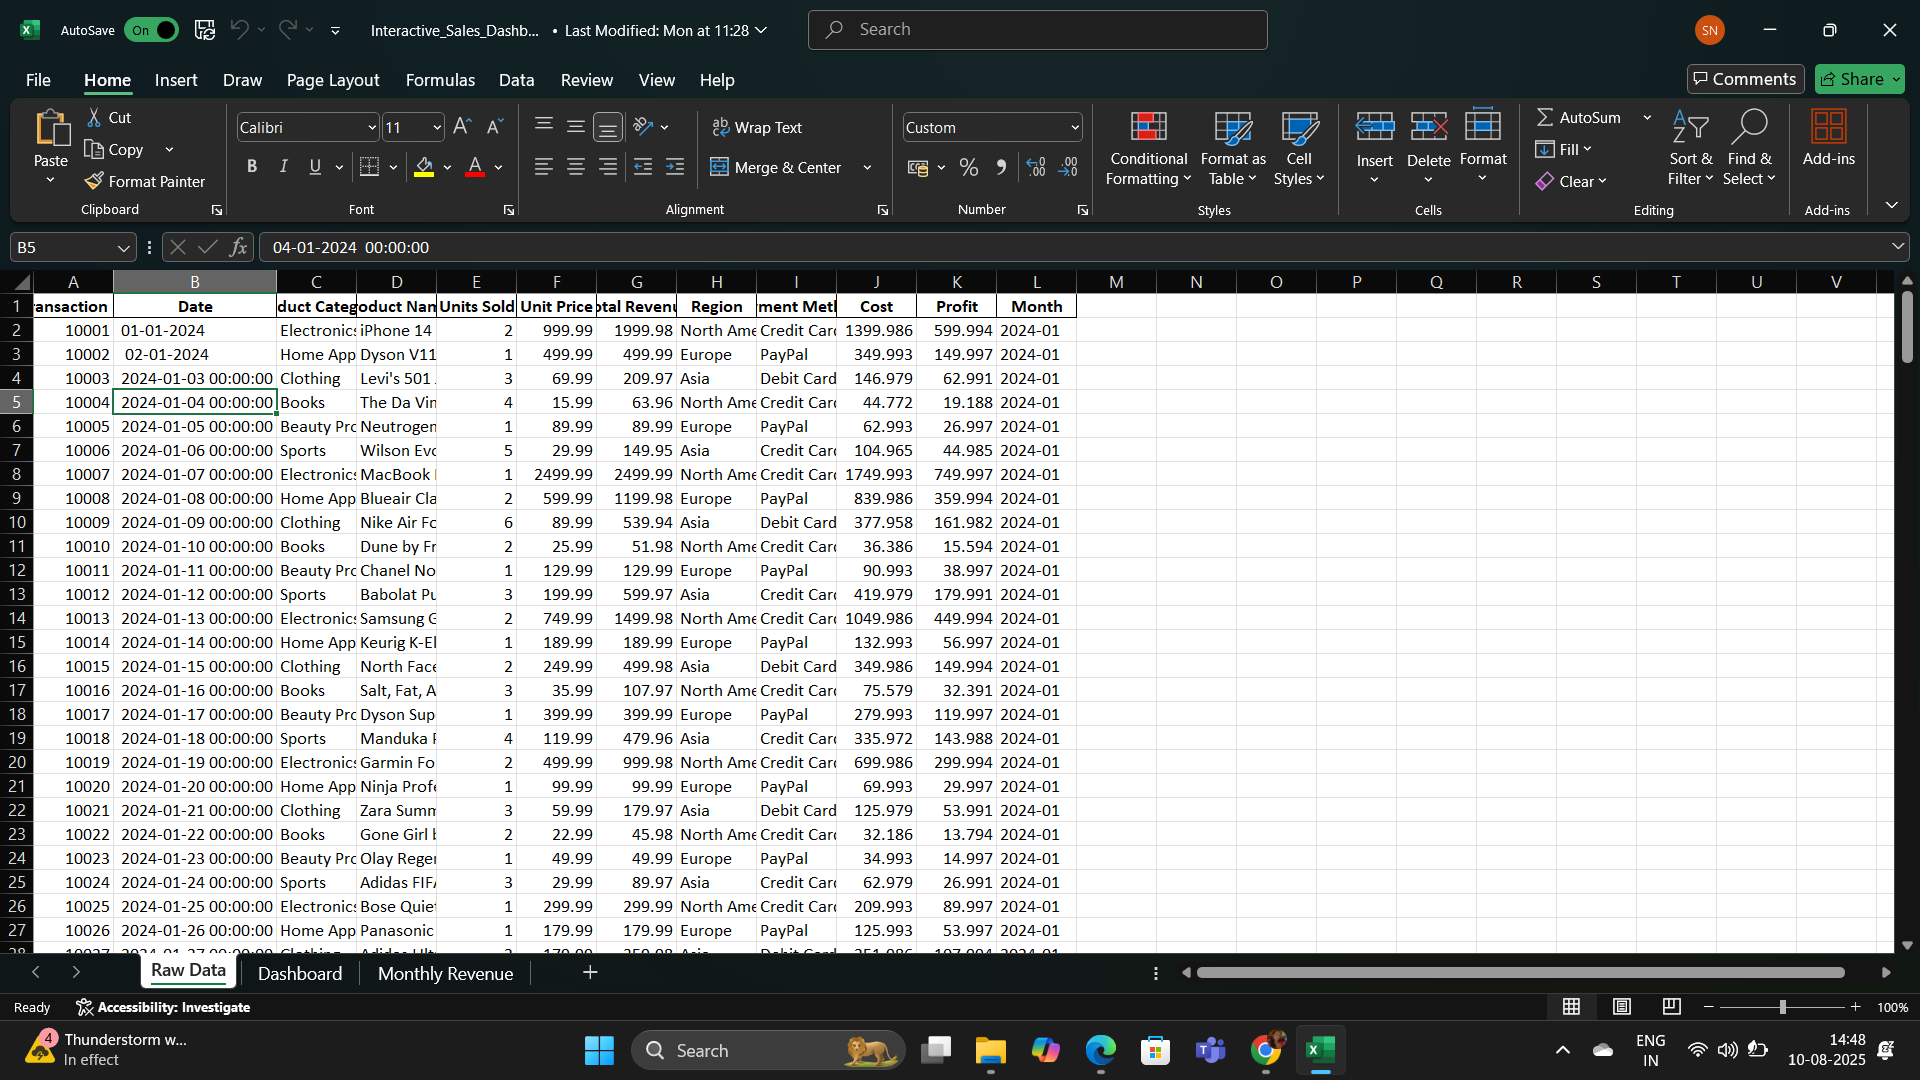 AutoSave On Interactive_Sales_Dashb... • Last Modified: Mon at 11:28 Search SN
File Home Insert Draw Page Layout Formulas Data Review View Help Comments Share
Paste Cut Copy Format Painter Clipboard
Calibri 11 B I U A Font
Wrap Text Merge & Center Alignment
Custom % Number
Conditional Formatting Format as Table Cell Styles Styles
Insert Delete Format Cells
AutoSum Fill Clear Sort & Filter Find & Select Editing
Add-ins Add-ins
B5 fx 04-01-2024 00:00:00
A B C D E F G H I J K L M N O P Q R S T U V
1 ansaction Date duct Categ oduct Nam Units Sold Unit Price otal Revenu Region ment Meth Cost Profit Month
2 10001 01-01-2024 Electronics iPhone 14 2 999.99 1999.98 North Ame Credit Card 1399.986 599.994 2024-01
3 10002 02-01-2024 Home App Dyson V11 1 499.99 499.99 Europe PayPal 349.993 149.997 2024-01
4 10003 2024-01-03 00:00:00 Clothing Levi's 501 3 69.99 209.97 Asia Debit Card 146.979 62.991 2024-01
5 10004 2024-01-04 00:00:00 Books The Da Vin 4 15.99 63.96 North Ame Credit Card 44.772 19.188 2024-01
6 10005 2024-01-05 00:00:00 Beauty Pro Neutrogen 1 89.99 89.99 Europe PayPal 62.993 26.997 2024-01
7 10006 2024-01-06 00:00:00 Sports Wilson Evo 5 29.99 149.95 Asia Credit Card 104.965 44.985 2024-01
8 10007 2024-01-07 00:00:00 Electronics MacBook 1 2499.99 2499.99 North Ame Credit Card 1749.993 749.997 2024-01
9 10008 2024-01-08 00:00:00 Home App Blueair Cla 2 599.99 1199.98 Europe PayPal 839.986 359.994 2024-01
10 10009 2024-01-09 00:00:00 Clothing Nike Air Fo 6 89.99 539.94 Asia Debit Card 377.958 161.982 2024-01
11 10010 2024-01-10 00:00:00 Books Dune by Fr 2 25.99 51.98 North Ame Credit Card 36.386 15.594 2024-01
12 10011 2024-01-11 00:00:00 Beauty Pro Chanel No 1 129.99 129.99 Europe PayPal 90.993 38.997 2024-01
13 10012 2024-01-12 00:00:00 Sports Babolat Pu 3 199.99 599.97 Asia Credit Card 419.979 179.991 2024-01
14 10013 2024-01-13 00:00:00 Electronics Samsung G 2 749.99 1499.98 North Ame Credit Card 1049.986 449.994 2024-01
15 10014 2024-01-14 00:00:00 Home App Keurig K-El 1 189.99 189.99 Europe PayPal 132.993 56.997 2024-01
16 10015 2024-01-15 00:00:00 Clothing North Face 2 249.99 499.98 Asia Debit Card 349.986 149.994 2024-01
17 10016 2024-01-16 00:00:00 Books Salt, Fat, A 3 35.99 107.97 North Ame Credit Card 75.579 32.391 2024-01
18 10017 2024-01-17 00:00:00 Beauty Pro Dyson Sup 1 399.99 399.99 Europe PayPal 279.993 119.997 2024-01
19 10018 2024-01-18 00:00:00 Sports Manduka P 4 119.99 479.96 Asia Credit Card 335.972 143.988 2024-01
20 10019 2024-01-19 00:00:00 Electronics Garmin Fo 2 499.99 999.98 North Ame Credit Card 699.986 299.994 2024-01
21 10020 2024-01-20 00:00:00 Home App Ninja Profe 1 99.99 99.99 Europe PayPal 69.993 29.997 2024-01
22 10021 2024-01-21 00:00:00 Clothing Zara Summ 3 59.99 179.97 Asia Debit Card 125.979 53.991 2024-01
23 10022 2024-01-22 00:00:00 Books Gone Girl b 2 22.99 45.98 North Ame Credit Card 32.186 13.794 2024-01
24 10023 2024-01-23 00:00:00 Beauty Pro Olay Reger 1 49.99 49.99 Europe PayPal 34.993 14.997 2024-01
25 10024 2024-01-24 00:00:00 Sports Adidas FIFA 3 29.99 89.97 Asia Credit Card 62.979 26.991 2024-01
26 10025 2024-01-25 00:00:00 Electronics Bose Quiet 1 299.99 299.99 North Ame Credit Card 209.993 89.997 2024-01
27 10026 2024-01-26 00:00:00 Home App Panasonic 1 179.99 179.99 Europe PayPal 125.993 53.997 2024-01
Raw Data Dashboard Monthly Revenue
Ready Accessibility: Investigate 100%
4 Thunderstorm w...
In effect
Search
ENG
IN
14:48
10-08-2025